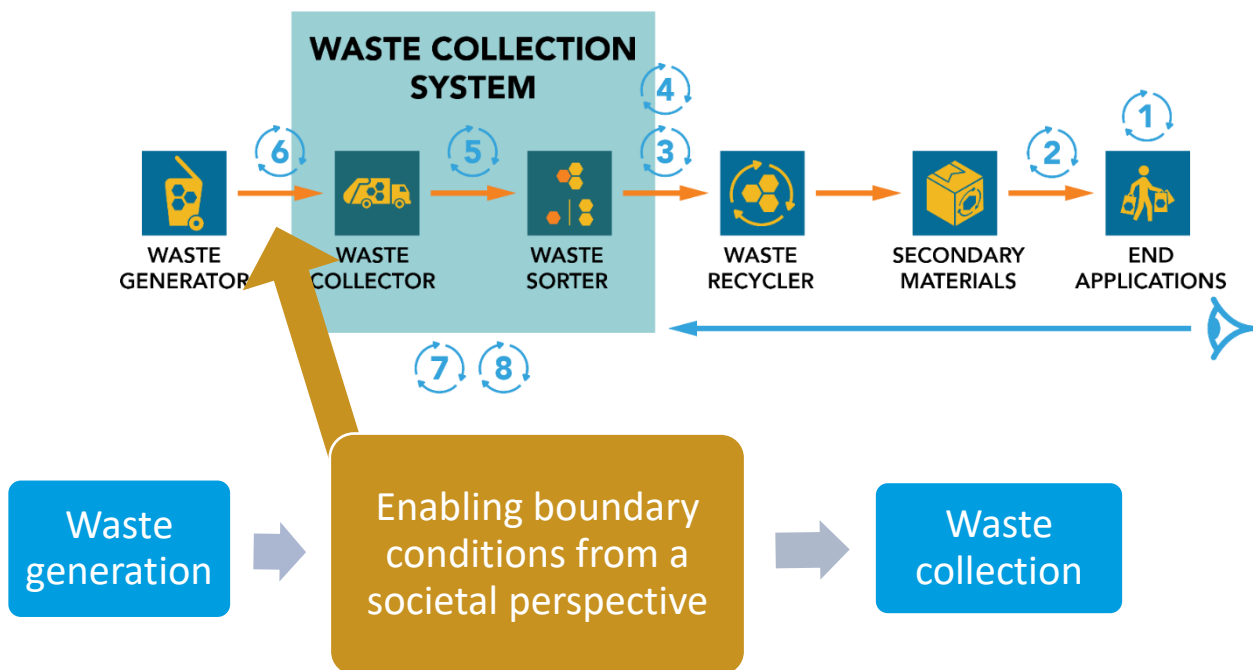 WASTE COLLECTION
SYSTEM
4
1
6
5
3
2
WASTE
GENERATOR
WASTE
COLLECTOR
WASTE
SORTER
WASTE
RECYCLER
SECONDARY
MATERIALS
END
APPLICATIONS
7
8
Waste
generation
Enabling boundary
conditions from a
societal perspective
Waste
collection